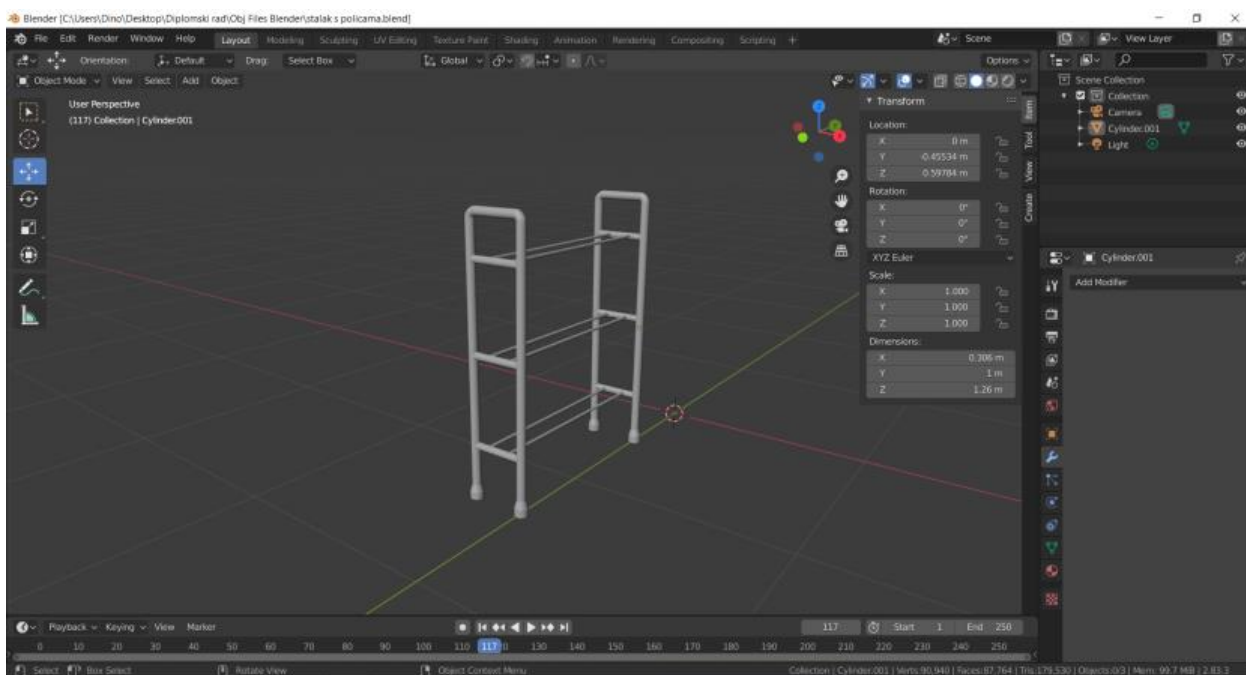 Blender [C:\Users\Dino\Desktop\Diplomski rad\Obj Files Blender\stalak s policama.blend]
File Edit Render Window Help Layout Modeling Sculpting UV Editing Texture Paint Shading Animation Rendering Compositing Scripting + Scene View Layer
Orientation: Default Drag: Select Box Global Options
Object Mode View Select Add Object
User Perspective
(117) Collection | Cylinder.001
Transform
Location:
X 0 m
Y -0.45534 m
Z 0.59784 m
Rotation:
X 0°
Y 0°
Z 0°
XYZ Euler
Scale:
X 1.000
Y 1.000
Z 1.000
Dimensions:
X 0.306 m
Y 1 m
Z 1.26 m
Item
Tool
View
Create
Scene Collection
Collection
Camera
Cylinder.001
Light
Cylinder.001
Add Modifier
Playback Keying View Marker 117 Start 1 End 250
0 10 20 30 40 50 60 70 80 90 100 110 117 130 140 150 160 170 180 190 200 210 220 230 240 250
Select Box Select Rotate View Object Context Menu Collection | Cylinder.001 | Verts:90,940 | Faces:87,764 | Tris:179,530 | Objects:0/3 | Mem: 99.7 MiB | 2.83.3